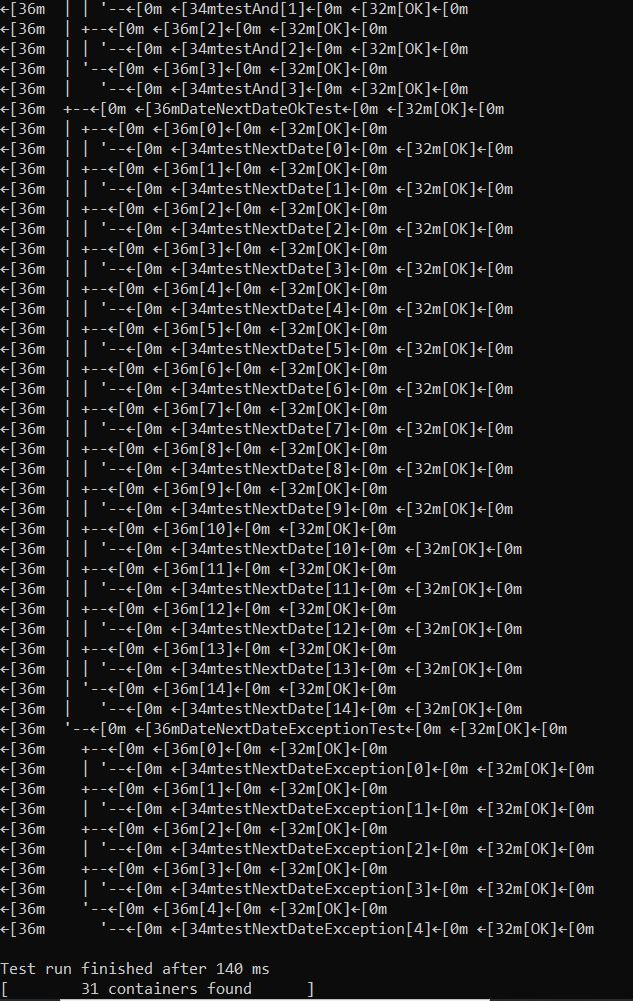 ←[36m  | | '--←[0m ←[34mtestAnd[1]←[0m ←[32m[OK]←[0m
←[36m  | +--←[0m ←[36m[2]←[0m ←[32m[OK]←[0m
←[36m  | | '--←[0m ←[34mtestAnd[2]←[0m ←[32m[OK]←[0m
←[36m  | '--←[0m ←[36m[3]←[0m ←[32m[OK]←[0m
←[36m  |   '--←[0m ←[34mtestAnd[3]←[0m ←[32m[OK]←[0m
←[36m  +--←[0m ←[36mDateNextDateOkTest←[0m ←[32m[OK]←[0m
←[36m  | +--←[0m ←[36m[0]←[0m ←[32m[OK]←[0m
←[36m  | | '--←[0m ←[34mtestNextDate[0]←[0m ←[32m[OK]←[0m
←[36m  | +--←[0m ←[36m[1]←[0m ←[32m[OK]←[0m
←[36m  | | '--←[0m ←[34mtestNextDate[1]←[0m ←[32m[OK]←[0m
←[36m  | +--←[0m ←[36m[2]←[0m ←[32m[OK]←[0m
←[36m  | | '--←[0m ←[34mtestNextDate[2]←[0m ←[32m[OK]←[0m
←[36m  | +--←[0m ←[36m[3]←[0m ←[32m[OK]←[0m
←[36m  | | '--←[0m ←[34mtestNextDate[3]←[0m ←[32m[OK]←[0m
←[36m  | +--←[0m ←[36m[4]←[0m ←[32m[OK]←[0m
←[36m  | | '--←[0m ←[34mtestNextDate[4]←[0m ←[32m[OK]←[0m
←[36m  | +--←[0m ←[36m[5]←[0m ←[32m[OK]←[0m
←[36m  | | '--←[0m ←[34mtestNextDate[5]←[0m ←[32m[OK]←[0m
←[36m  | +--←[0m ←[36m[6]←[0m ←[32m[OK]←[0m
←[36m  | | '--←[0m ←[34mtestNextDate[6]←[0m ←[32m[OK]←[0m
←[36m  | +--←[0m ←[36m[7]←[0m ←[32m[OK]←[0m
←[36m  | | '--←[0m ←[34mtestNextDate[7]←[0m ←[32m[OK]←[0m
←[36m  | +--←[0m ←[36m[8]←[0m ←[32m[OK]←[0m
←[36m  | | '--←[0m ←[34mtestNextDate[8]←[0m ←[32m[OK]←[0m
←[36m  | +--←[0m ←[36m[9]←[0m ←[32m[OK]←[0m
←[36m  | | '--←[0m ←[34mtestNextDate[9]←[0m ←[32m[OK]←[0m
←[36m  | +--←[0m ←[36m[10]←[0m ←[32m[OK]←[0m
←[36m  | | '--←[0m ←[34mtestNextDate[10]←[0m ←[32m[OK]←[0m
←[36m  | +--←[0m ←[36m[11]←[0m ←[32m[OK]←[0m
←[36m  | | '--←[0m ←[34mtestNextDate[11]←[0m ←[32m[OK]←[0m
←[36m  | +--←[0m ←[36m[12]←[0m ←[32m[OK]←[0m
←[36m  | | '--←[0m ←[34mtestNextDate[12]←[0m ←[32m[OK]←[0m
←[36m  | +--←[0m ←[36m[13]←[0m ←[32m[OK]←[0m
←[36m  | | '--←[0m ←[34mtestNextDate[13]←[0m ←[32m[OK]←[0m
←[36m  | '--←[0m ←[36m[14]←[0m ←[32m[OK]←[0m
←[36m  |   '--←[0m ←[34mtestNextDate[14]←[0m ←[32m[OK]←[0m
←[36m  '--←[0m ←[36mDateNextDateExceptionTest←[0m ←[32m[OK]←[0m
←[36m    +--←[0m ←[36m[0]←[0m ←[32m[OK]←[0m
←[36m    | '--←[0m ←[34mtestNextDateException[0]←[0m ←[32m[OK]←[0m
←[36m    +--←[0m ←[36m[1]←[0m ←[32m[OK]←[0m
←[36m    | '--←[0m ←[34mtestNextDateException[1]←[0m ←[32m[OK]←[0m
←[36m    +--←[0m ←[36m[2]←[0m ←[32m[OK]←[0m
←[36m    | '--←[0m ←[34mtestNextDateException[2]←[0m ←[32m[OK]←[0m
←[36m    +--←[0m ←[36m[3]←[0m ←[32m[OK]←[0m
←[36m    | '--←[0m ←[34mtestNextDateException[3]←[0m ←[32m[OK]←[0m
←[36m    '--←[0m ←[36m[4]←[0m ←[32m[OK]←[0m
←[36m      '--←[0m ←[34mtestNextDateException[4]←[0m ←[32m[OK]←[0m
Test run finished after 140 ms
[        31 containers found      ]